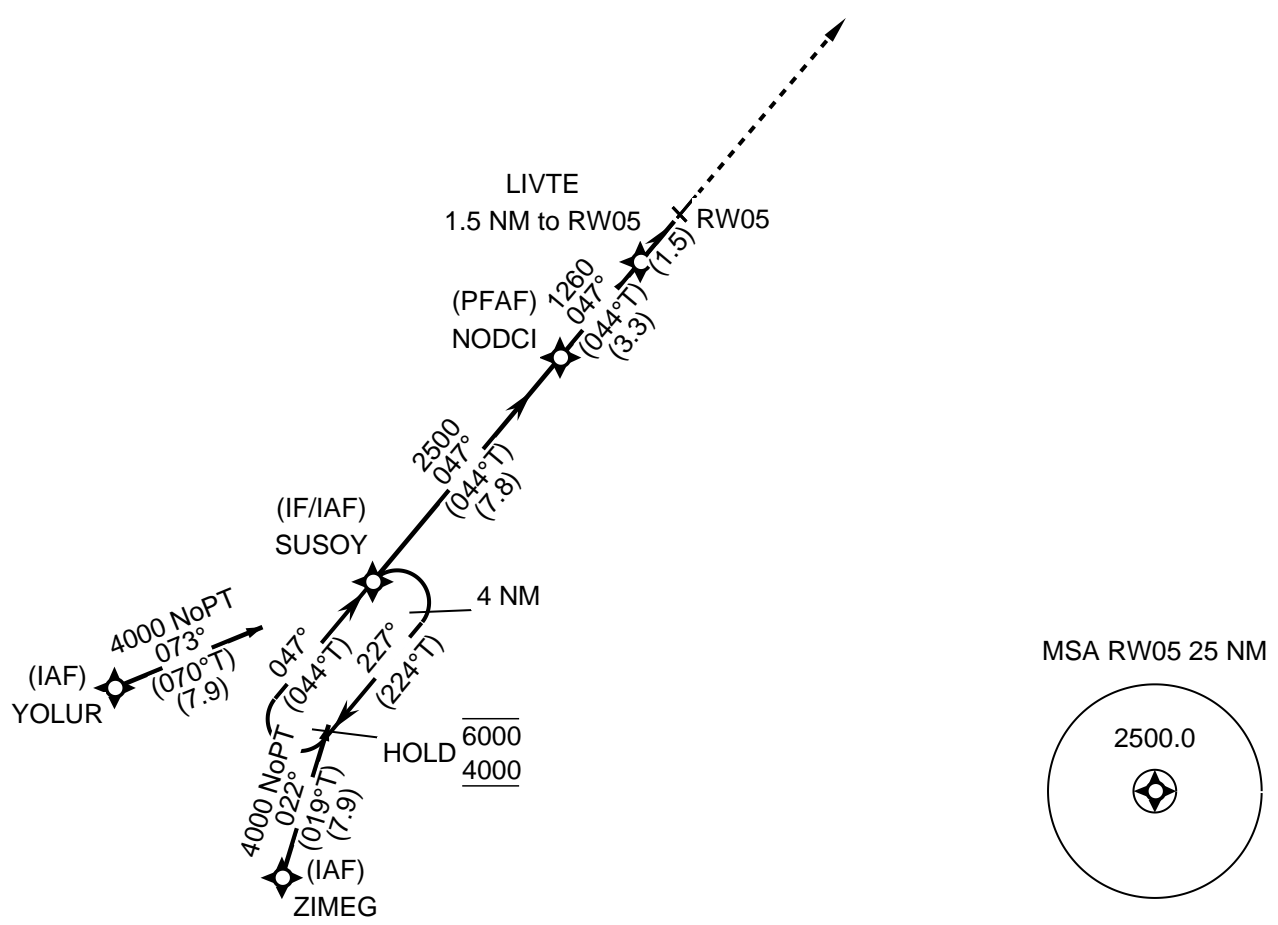 LIVTE
1.5 NM to RW05
RW05
(1.5)
(PFAF)
NODCI
1260
047°
(044°T)
(3.3)
2500
047°
(044°T)
(7.8)
(IF/IAF)
SUSOY
4 NM
4000 NoPT
073°
(070°T)
(7.9)
(IAF)
YOLUR
047°
(044°T)
227°
(224°T)
HOLD
6000
4000
4000 NoPT
022°
(019°T)
(7.9)
(IAF)
ZIMEG
MSA RW05 25 NM
2500.0